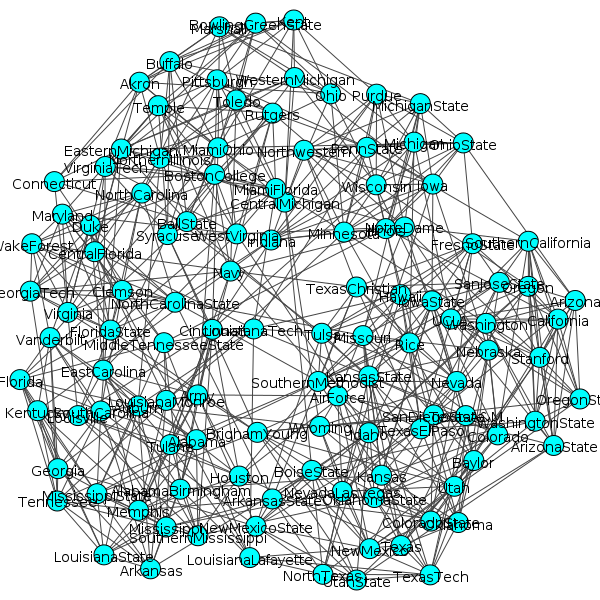 BowlingGreenState
Marshall
Kent
Buffalo
Akron
Pittsburgh
WesternMichigan
Temple
Toledo
Ohio
Purdue
Rutgers
MichiganState
EasternMichigan
NorthernIllinois
MiamiOhio
Northwestern
PennState
Michigan
OhioState
VirginiaTech
BostonCollege
Connecticut
NorthCarolina
MiamiFlorida
Wisconsin
Iowa
CentralMichigan
Maryland
Duke
BallState
Syracuse
WestVirginia
Indiana
Minnesota
Illinois
NotreDame
WakeForest
CentralFlorida
FresnoState
SouthernCalifornia
Navy
GeorgiaTech
Clemson
NorthCarolinaState
TexasChristian
Hawaii
IowaState
SanJoseState
Oregon
Arizona
Virginia
FloridaState
Cincinnati
LouisianaTech
Tulsa
Missouri
Rice
UCLA
Washington
California
Vanderbilt
MiddleTennesseeState
Nebraska
Stanford
Florida
EastCarolina
SouthernMethodist
KansasState
Nevada
AirForce
OregonState
Kentucky
SouthCarolina
Louisville
Auburn
LouisianaMonroe
SanDiegoState
TexasA&M
WashingtonState
Tulane
Alabama
BrighamYoung
Wyoming
Idaho
TexasElPaso
Colorado
ArizonaState
Georgia
Houston
BoiseState
Kansas
Baylor
Utah
Tennessee
MississippiState
AlabamaBirmingham
Memphis
ArkansasState
NevadaLasVegas
OklahomaState
Mississippi
SouthernMississippi
NewMexicoState
ColoradoState
Oklahoma
LouisianaState
Arkansas
LouisianaLafayette
NewMexico
Texas
NorthTexas
UtahState
TexasTech